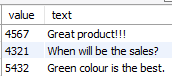 value text
4567 Great product!!!
4321 When will be the sales?
5432 Green colour is the best.